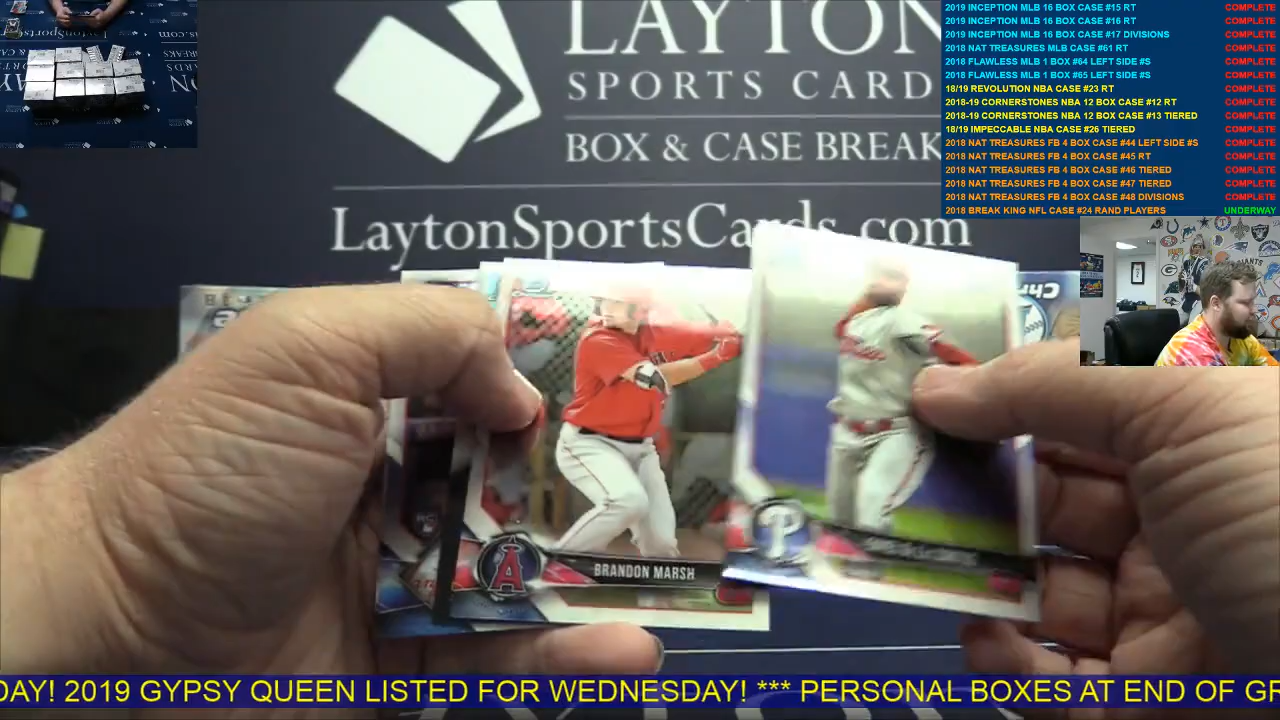 LAYTON
SPORTS CARD
BOX & CASE BREAK
LaytonSportsCards.com
2019 INCEPTION MLB 16 BOX CASE #15 RT COMPLETE
2019 INCEPTION MLB 16 BOX CASE #16 RT COMPLETE
2019 INCEPTION MLB 16 BOX CASE #17 DIVISIONS COMPLETE
2018 NAT TREASURES MLB CASE #61 RT COMPLETE
2018 FLAWLESS MLB 1 BOX #64 LEFT SIDE #S COMPLETE
2018 FLAWLESS MLB 1 BOX #65 LEFT SIDE #S COMPLETE
18/19 REVOLUTION NBA CASE #23 RT COMPLETE
2018-19 CORNERSTONES NBA 12 BOX CASE #12 RT COMPLETE
2018-19 CORNERSTONES NBA 12 BOX CASE #13 TIERED COMPLETE
18/19 IMPECCABLE NBA CASE #26 TIERED COMPLETE
2018 NAT TREASURES FB 4 BOX CASE #44 LEFT SIDE #S COMPLETE
2018 NAT TREASURES FB 4 BOX CASE #45 RT COMPLETE
2018 NAT TREASURES FB 4 BOX CASE #46 TIERED COMPLETE
2018 NAT TREASURES FB 4 BOX CASE #47 TIERED COMPLETE
2018 NAT TREASURES FB 4 BOX CASE #48 DIVISIONS COMPLETE
2018 BREAK KING NFL CASE #24 RAND PLAYERS UNDERWAY
BRANDON MARSH
DAY! 2019 GYPSY QUEEN LISTED FOR WEDNESDAY! *** PERSONAL BOXES AT END OF GR